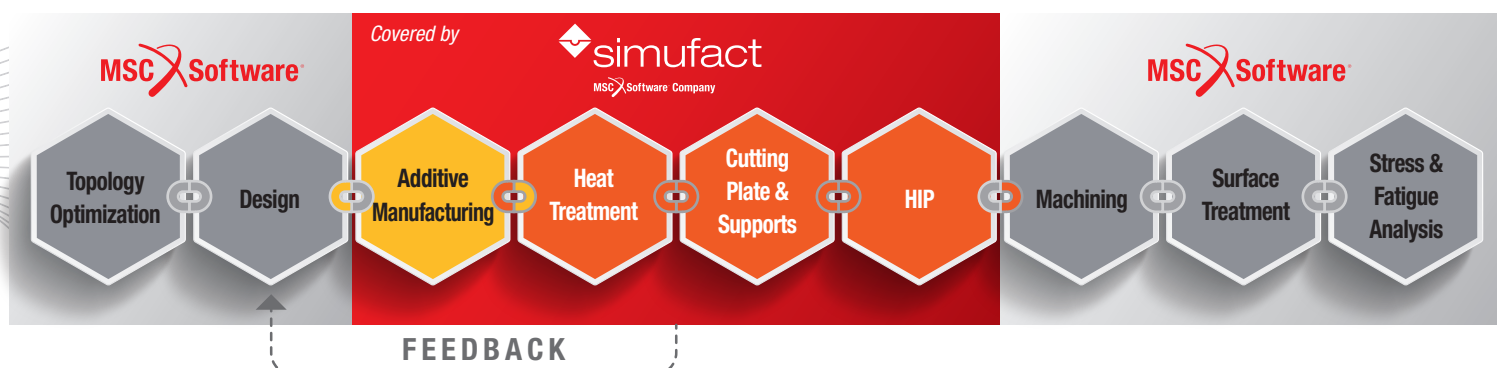 MSC Software
Covered by
simufact
MSC Software Company
MSC Software
Topology
Optimization
Design
Additive
Manufacturing
Heat
Treatment
Cutting
Plate &
Supports
HIP
Machining
Surface
Treatment
Stress &
Fatigue
Analysis
FEEDBACK